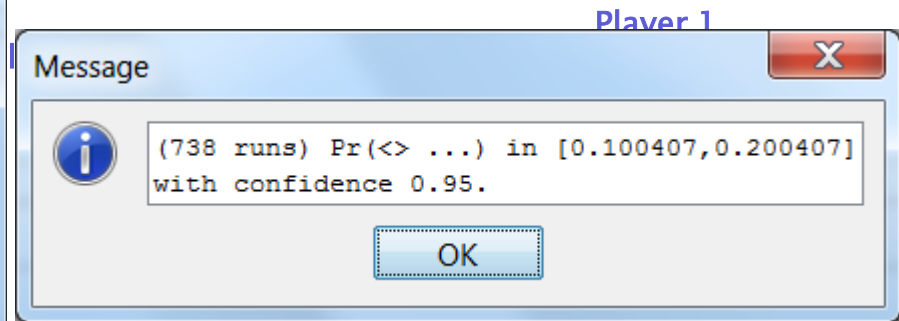 Player 1
Message
(738 runs) Pr(<> ...) in [0.100407,0.200407]
with confidence 0.95.
OK